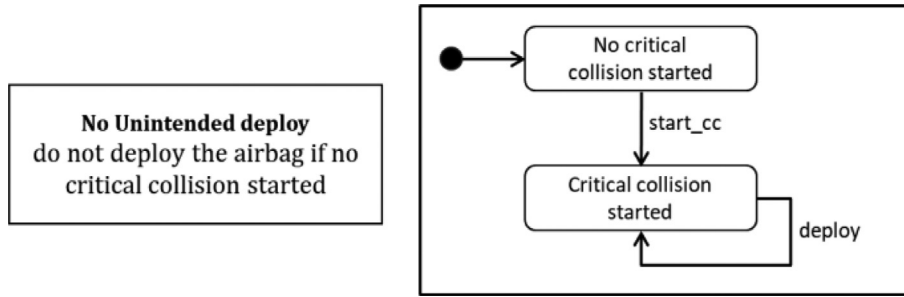 No Unintended deploy
do not deploy the airbag if no
critical collision started
No critical
collision started
start_cc
Critical collision
started
deploy